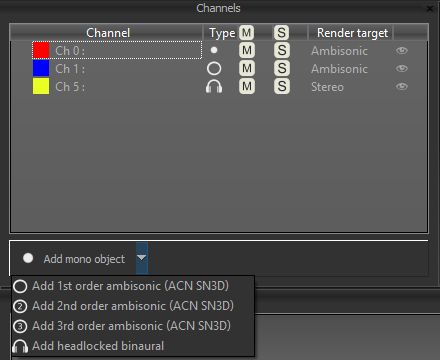 Channels
Channel Type M S Render target
Ch 0 : M S Ambisonic
Ch 1 : M S Ambisonic
Ch 5 : M S Stereo
Add mono object
Add 1st order ambisonic (ACN SN3D)
2 Add 2nd order ambisonic (ACN SN3D)
3 Add 3rd order ambisonic (ACN SN3D)
Add headlocked binaural